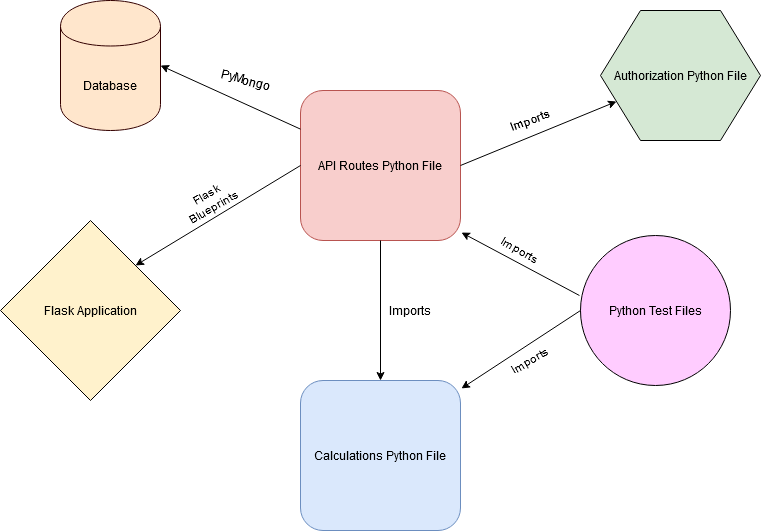 Database
PyMongo
Authorization Python File
Imports
API Routes Python File
Flask
Blueprints
Imports
Flask Application
Imports
Python Test Files
Imports
Calculations Python File